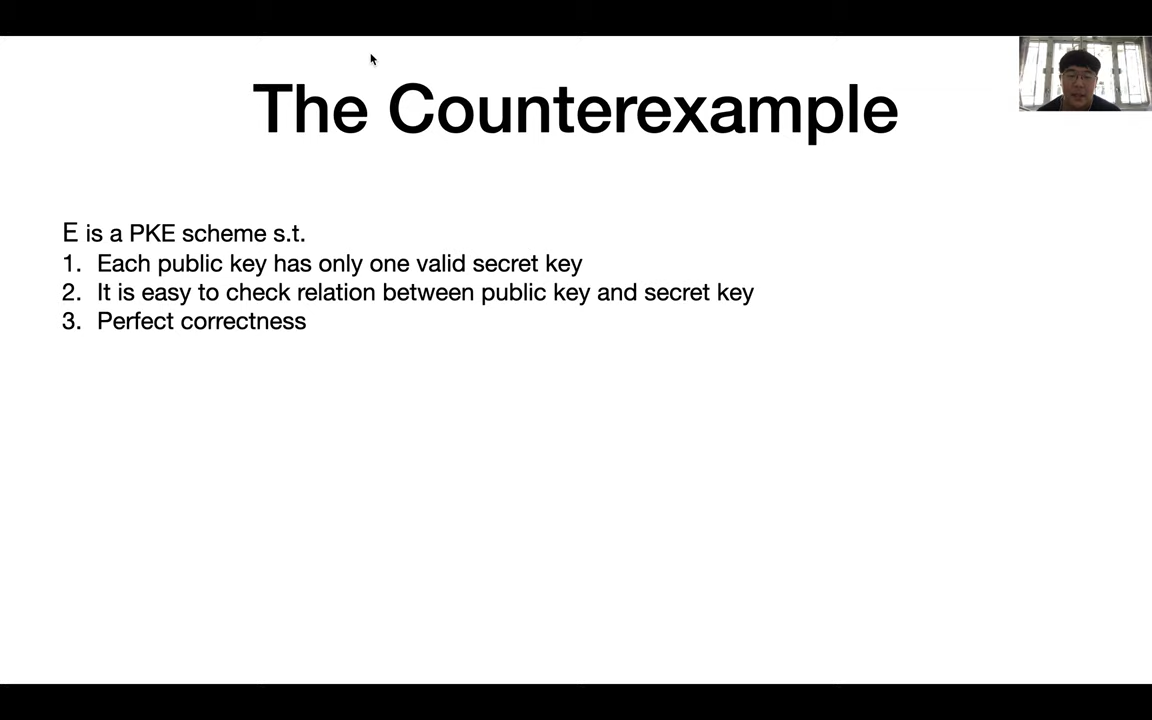 The Counterexample
E is a PKE scheme s.t.
1. Each public key has only one valid secret key
2. It is easy to check relation between public key and secret key
3. Perfect correctness